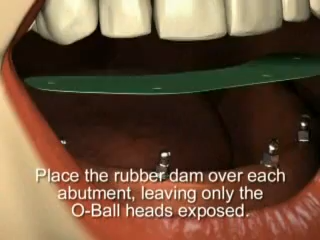 Place the rubber dam over each
abutment, leaving only the
O-Ball heads exposed.